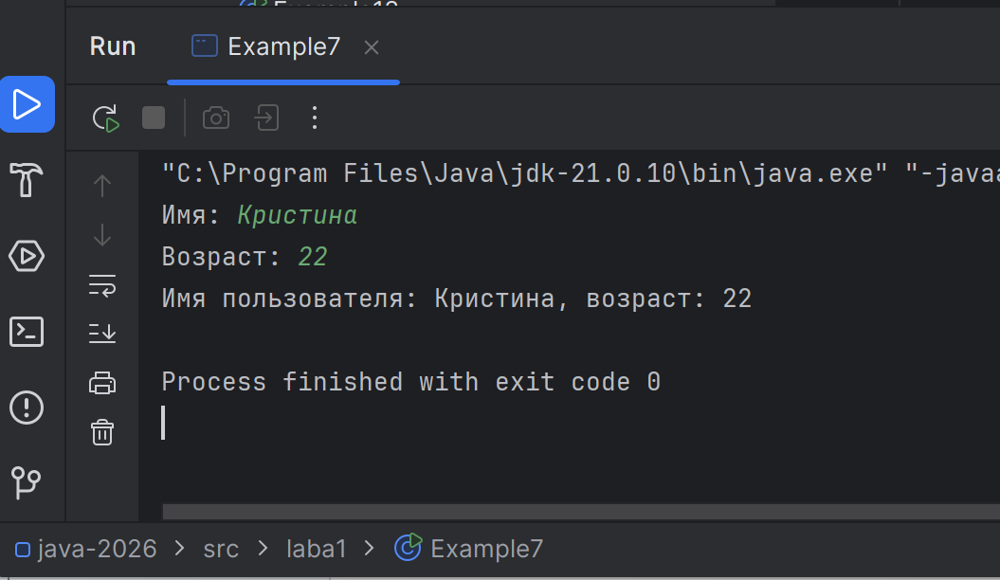 Run Example7
"C:\Program Files\Java\jdk-21.0.10\bin\java.exe"
Имя: Кристина
Возраст: 22
Имя пользователя: Кристина, возраст: 22
Process finished with exit code 0
java-2026 > src > laba1 > Example7